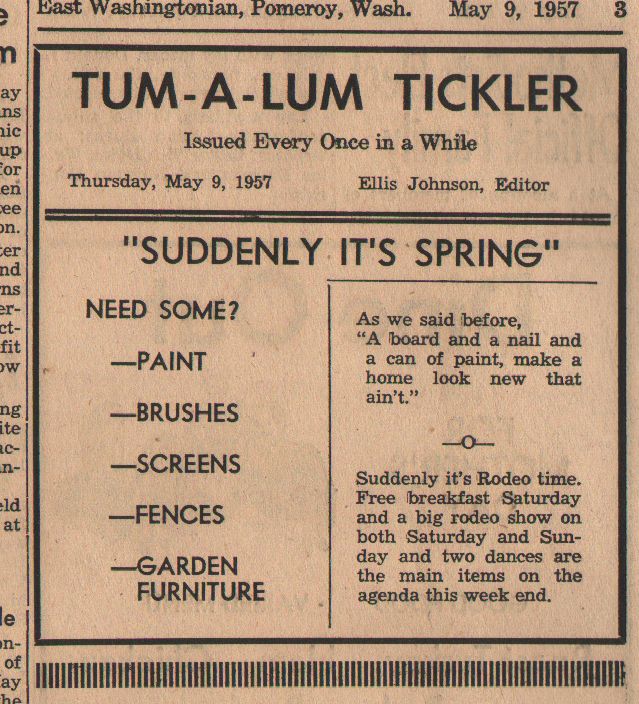 East Washingtonian, Pomeroy, Wash. May 9, 1957 3
TUM-A-LUM TICKLER
Issued Every Once in a While
Thursday, May 9, 1957 Ellis Johnson, Editor
"SUDDENLY IT'S SPRING"
NEED SOME?
—PAINT
—BRUSHES
—SCREENS
—FENCES
—GARDEN
FURNITURE
As we said before,
"A board and a nail and
a can of paint, make a
home look new that
ain't."
—O—
Suddenly it's Rodeo time.
Free breakfast Saturday
and a big rodeo show on
both Saturday and Sun-
day and two dances are
the main items on the
agenda this week end.